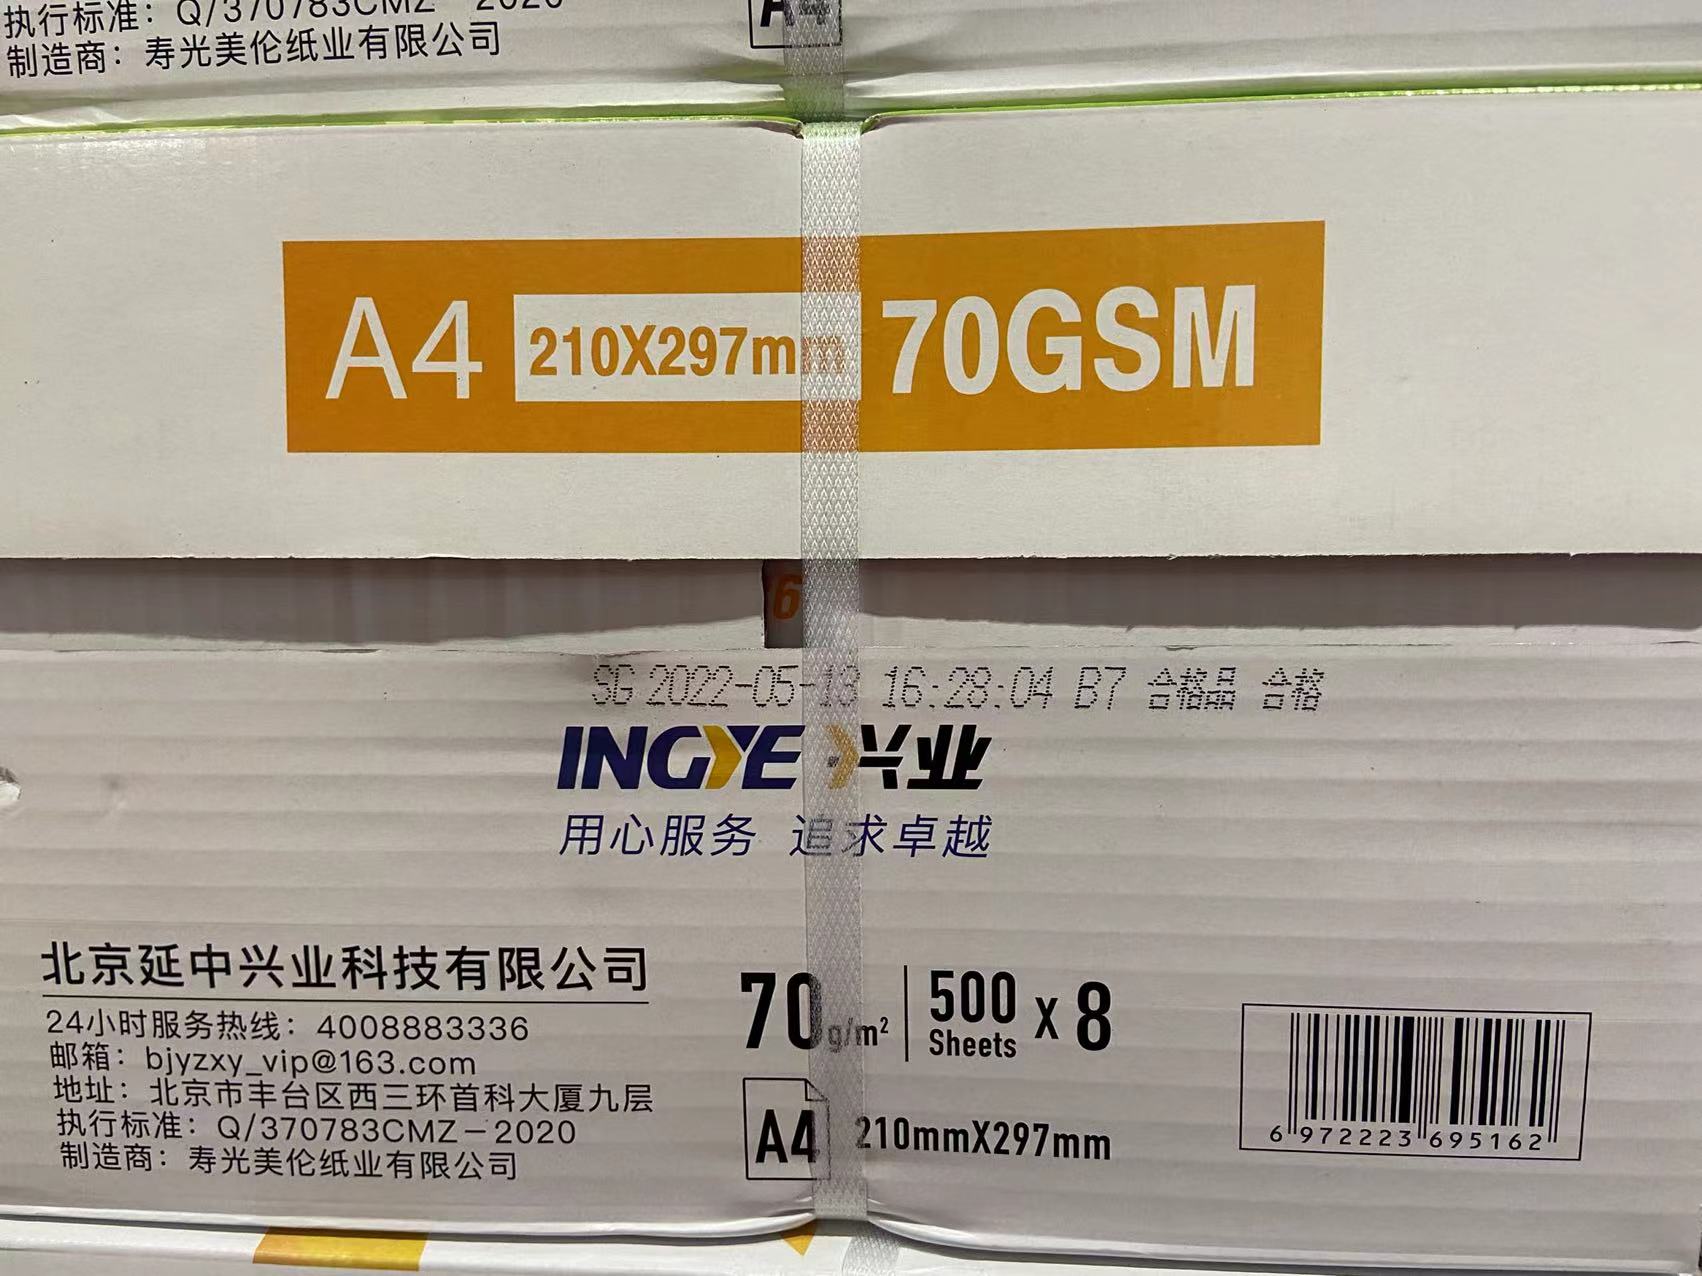 执行标准：Q/370783CMZ－2020
制造商：寿光美伦纸业有限公司
A4
A4 210X297mm 70GSM
6
SG 2022-05-13 16:28:04 B7 合格品 合格
INGYE 兴业
用心服务 追求卓越
北京延中兴业科技有限公司
24小时服务热线：4008883336
邮箱：bjyzxy_vip@163.com
地址：北京市丰台区西三环首科大厦九层
执行标准：Q/370783CMZ－2020
制造商：寿光美伦纸业有限公司
70g/m² 500 Sheets X 8
A4 210mmX297mm
6 972223 695162